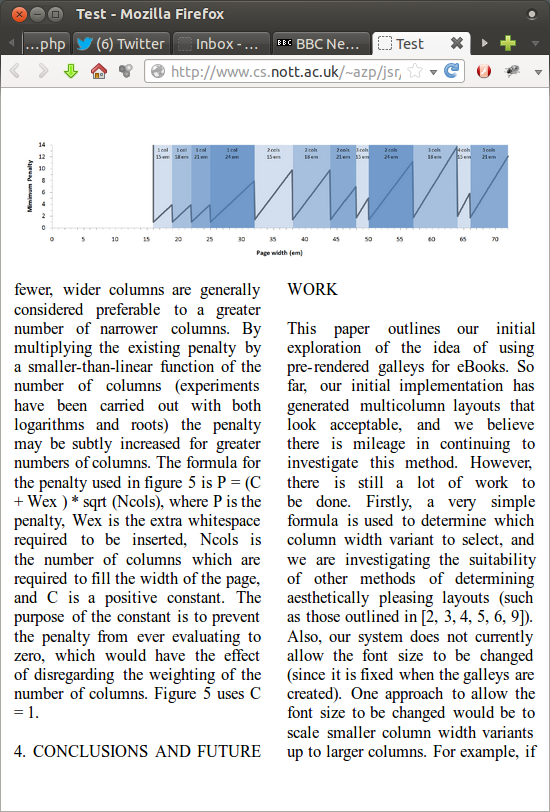 Test - Mozilla Firefox
...php
(6) Twitter
Inbox - ...
BBC Ne...
Test
http://www.cs.nott.ac.uk/~azp/jsr/
Minimum Penalty
14
12
10
8
6
4
2
0
1 col
15 em
1 col
18 em
1 col
21 em
1 col
24 em
2 cols
15 em
2 cols
18 em
2 cols
21 em
3 cols
15 em
2 cols
24 em
3 cols
18 em
4 cols
15 em
3 cols
21 em
0 5 10 15 20 25 30 35 40 45 50 55 60 65 70
Page width (em)
fewer, wider columns are generally
considered preferable to a greater
number of narrower columns. By
multiplying the existing penalty by
a smaller-than-linear function of the
number of columns (experiments
have been carried out with both
logarithms and roots) the penalty
may be subtly increased for greater
numbers of columns. The formula for
the penalty used in figure 5 is P = (C
+ Wex ) * sqrt (Ncols), where P is the
penalty, Wex is the extra whitespace
required to be inserted, Ncols is
the number of columns which are
required to fill the width of the page,
and C is a positive constant. The
purpose of the constant is to prevent
the penalty from ever evaluating to
zero, which would have the effect
of disregarding the weighting of the
number of columns. Figure 5 uses C
= 1.
4. CONCLUSIONS AND FUTURE
WORK
This paper outlines our initial
exploration of the idea of using
pre-rendered galleys for eBooks. So
far, our initial implementation has
generated multicolumn layouts that
look acceptable, and we believe
there is mileage in continuing to
investigate this method. However,
there is still a lot of work to
be done. Firstly, a very simple
formula is used to determine which
column width variant to select, and
we are investigating the suitability
of other methods of determining
aesthetically pleasing layouts (such
as those outlined in [2, 3, 4, 5, 6, 9]).
Also, our system does not currently
allow the font size to be changed
(since it is fixed when the galleys are
created). One approach to allow the
font size to be changed would be to
scale smaller column width variants
up to larger columns. For example, if